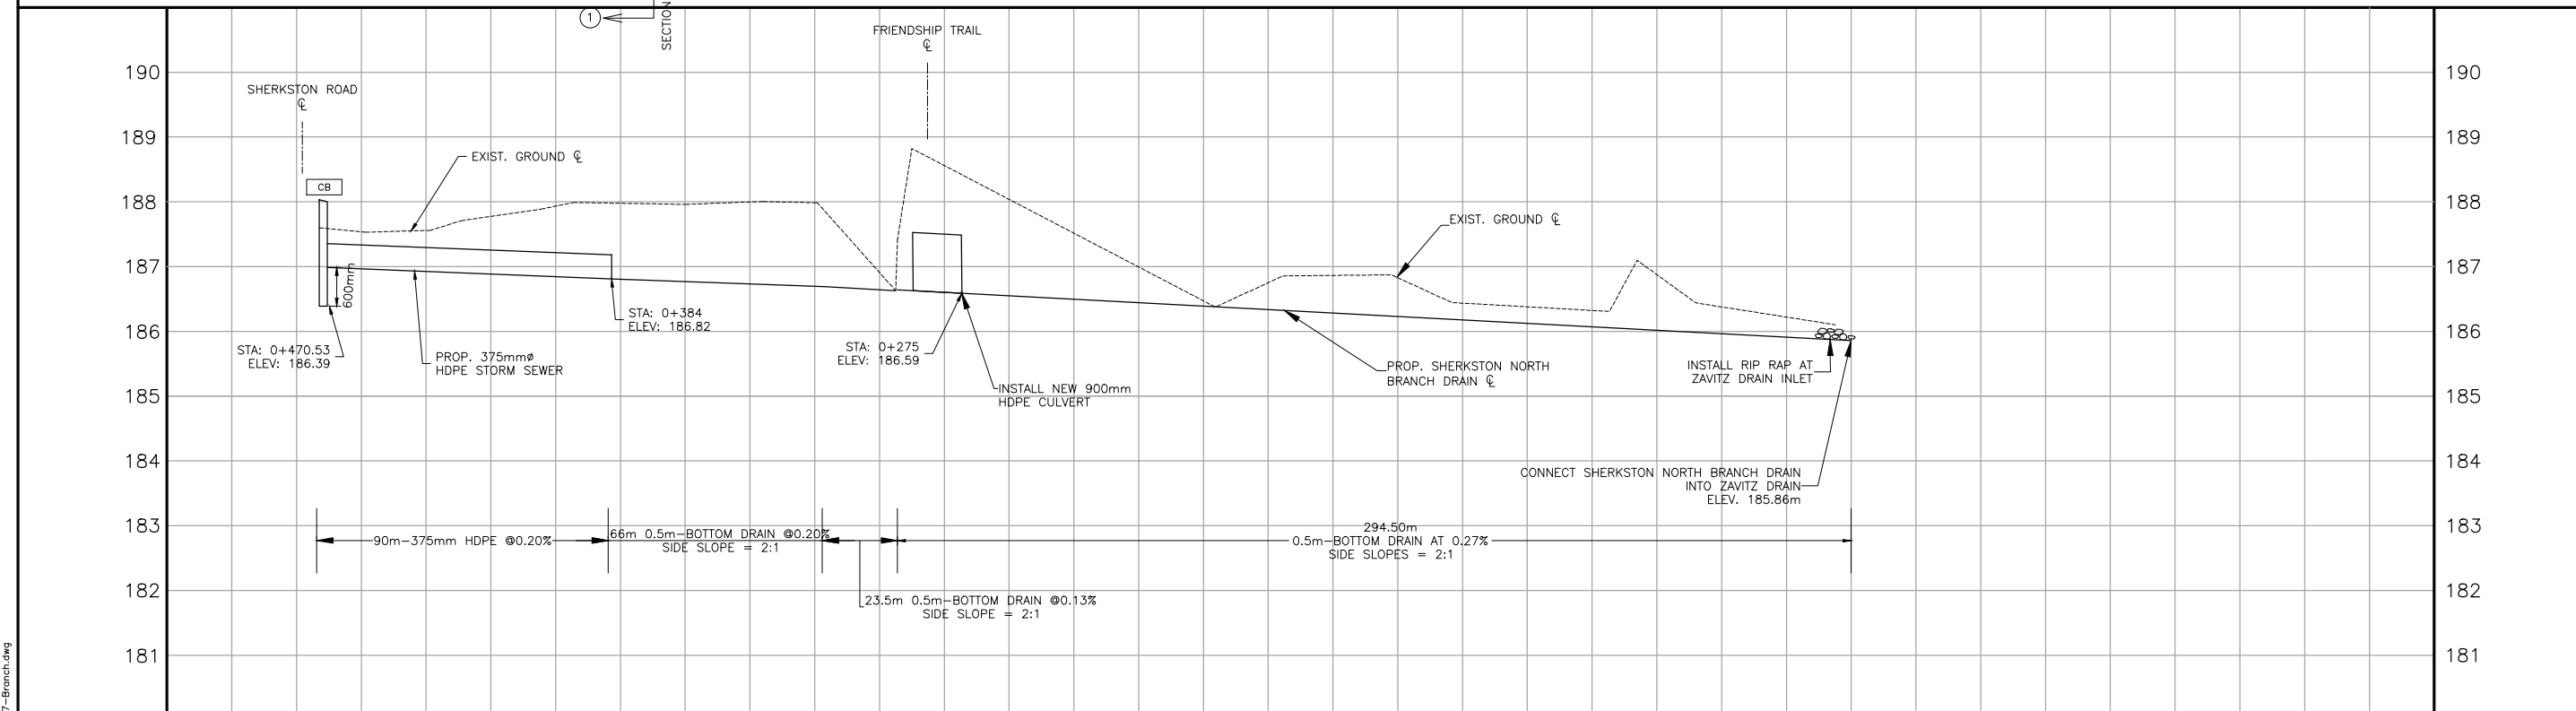 1
SECTION
FRIENDSHIP TRAIL
℄
SHERKSTON ROAD
℄
190
190
189
189
EXIST. GROUND ℄
CB
188
188
EXIST. GROUND ℄
187
187
600mm
STA: 0+384
ELEV: 186.82
186
186
STA: 0+470.53
ELEV: 186.39
PROP. 375mmø
HDPE STORM SEWER
STA: 0+275
ELEV: 186.59
INSTALL NEW 900mm
HDPE CULVERT
PROP. SHERKSTON NORTH
BRANCH DRAIN ℄
INSTALL RIP RAP AT
ZAVITZ DRAIN INLET
185
185
184
184
CONNECT SHERKSTON NORTH BRANCH DRAIN
INTO ZAVITZ DRAIN
ELEV. 185.86m
183
183
90m-375mm HDPE @0.20%
66m 0.5m-BOTTOM DRAIN @0.20%
SIDE SLOPE = 2:1
294.50m
0.5m-BOTTOM DRAIN AT 0.27%
SIDE SLOPES = 2:1
182
182
23.5m 0.5m-BOTTOM DRAIN @0.13%
SIDE SLOPE = 2:1
181
181
7-Branch.dwg